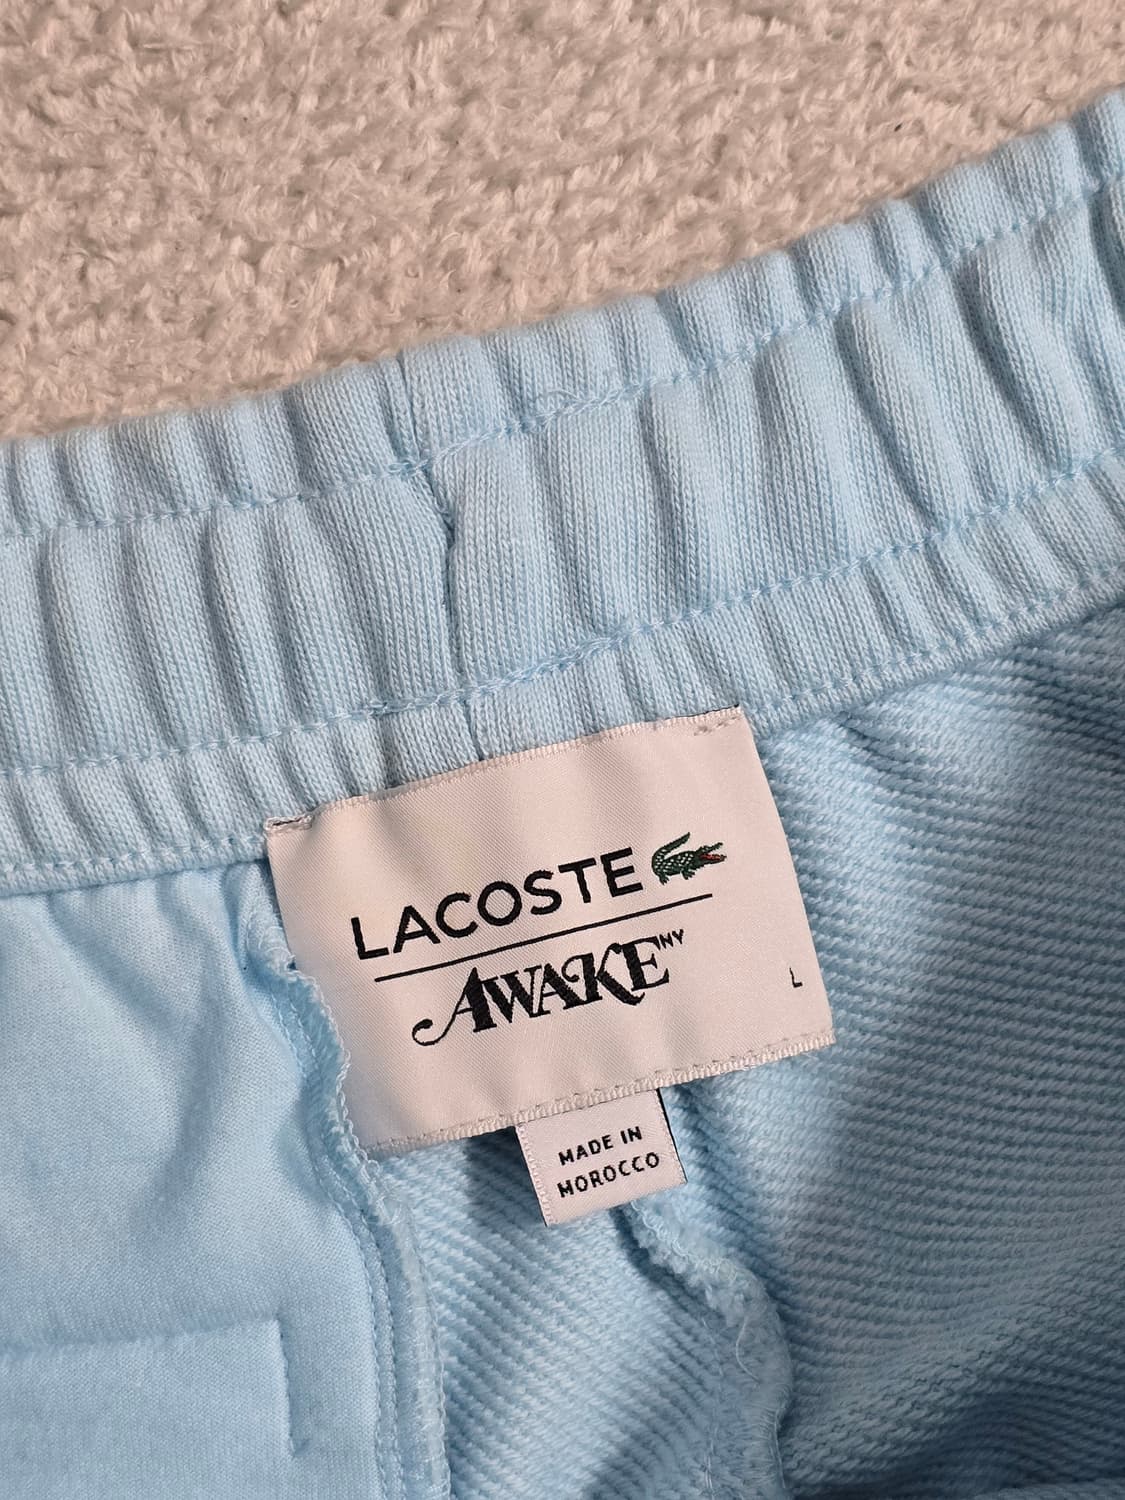 LACOSTE
AWAKE NY
L
MADE IN
MOROCCO